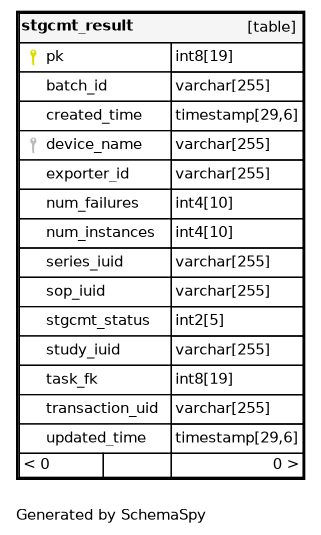 stgcmt_result [table]
pk int8[19]
batch_id varchar[255]
created_time timestamp[29,6]
device_name varchar[255]
exporter_id varchar[255]
num_failures int4[10]
num_instances int4[10]
series_iuid varchar[255]
sop_iuid varchar[255]
stgcmt_status int2[5]
study_iuid varchar[255]
task_fk int8[19]
transaction_uid varchar[255]
updated_time timestamp[29,6]
< 0 0 >
Generated by SchemaSpy